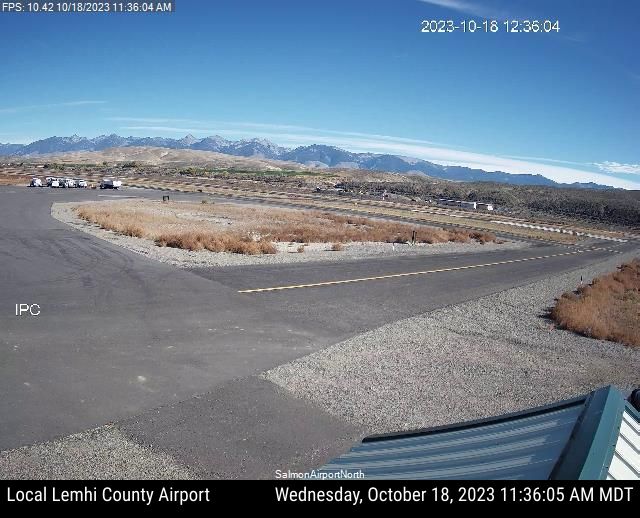 FPS: 10.42 10/18/2023 11:36:04 AM
2023-10-18 12:36:04
IPC
SalmonAirportNorth
Local Lemhi County Airport Wednesday, October 18, 2023 11:36:05 AM MDT